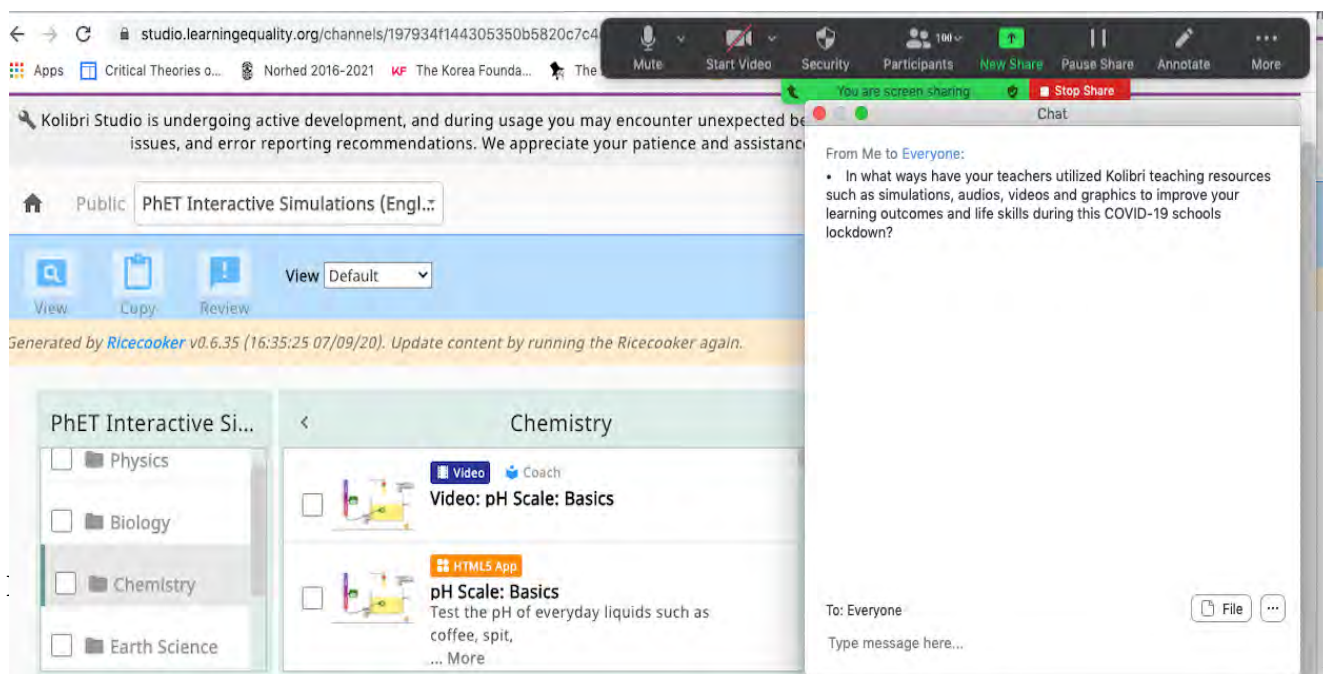 studio.learningequality.org/channels/197934f144305350b5820c7c4
Apps Critical Theories o... Norhed 2016-2021 KF The Korea Founda... The
Mute Start Video Security 100 Participants New Share Pause Share Annotate More
You are screen sharing Stop Share
Kolibri Studio is undergoing active development, and during usage you may encounter unexpected be
issues, and error reporting recommendations. We appreciate your patience and assistanc
Public PhET Interactive Simulations (Engl...
View Copy Review View Default
Generated by Ricecooker v0.6.35 (16:35:25 07/09/20). Update content by running the Ricecooker again.
PhET Interactive Si...
Physics
Biology
Chemistry
Earth Science
Chemistry
Video Coach
Video: pH Scale: Basics
HTML5 App
pH Scale: Basics
Test the pH of everyday liquids such as
coffee, spit,
... More
Chat
From Me to Everyone:
• In what ways have your teachers utilized Kolibri teaching resources
such as simulations, audios, videos and graphics to improve your
learning outcomes and life skills during this COVID-19 schools
lockdown?
To: Everyone
File ...
Type message here...